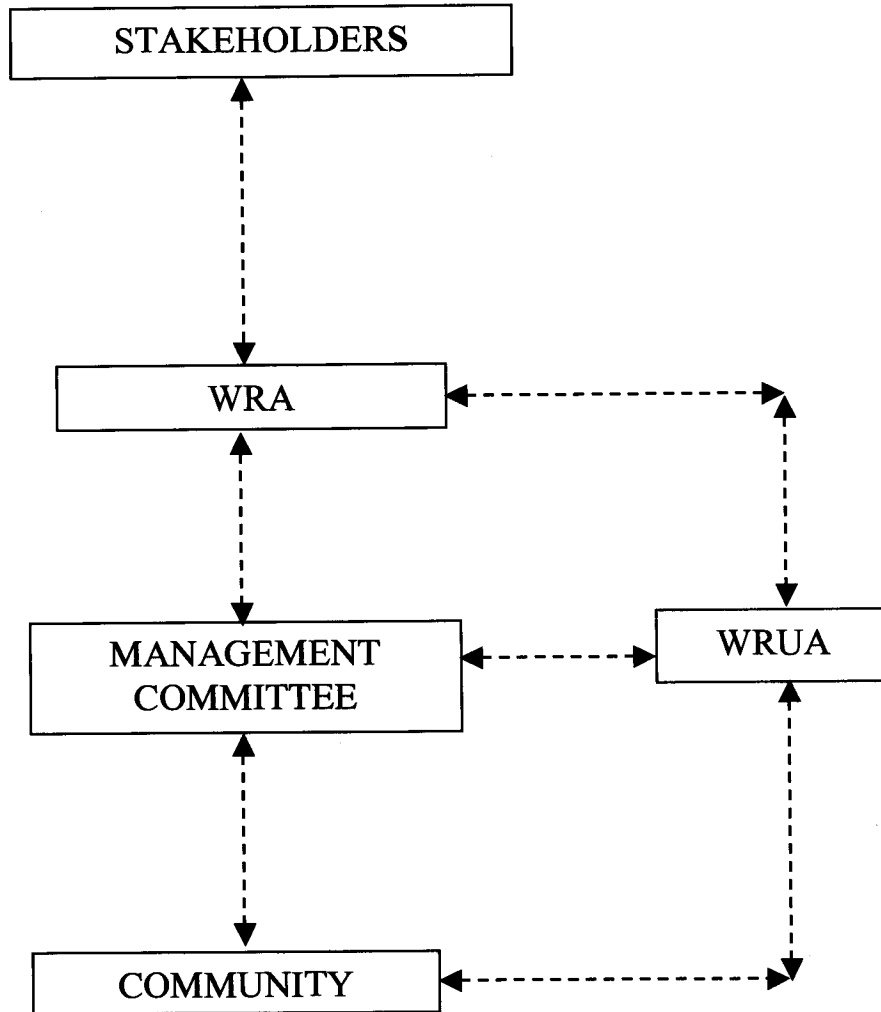 STAKEHOLDERS
WRA
MANAGEMENT
COMMITTEE
WRUA
COMMUNITY